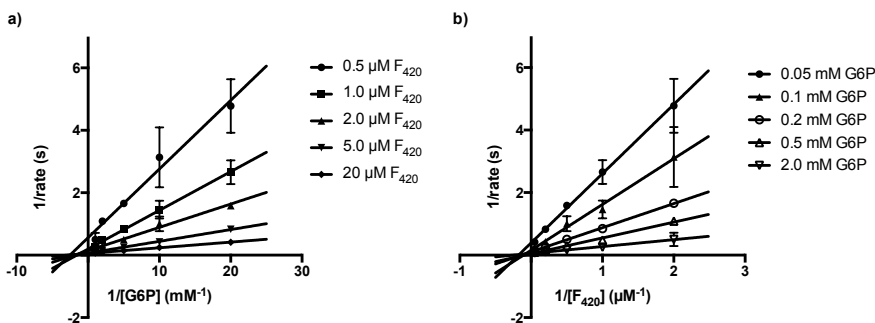 a)
1/rate (s)
6
4
2
-2
-10
10
20
30
1/[G6P] (mM⁻¹)
0.5 µM F₄₂₀
1.0 µM F₄₂₀
2.0 µM F₄₂₀
5.0 µM F₄₂₀
20 µM F₄₂₀
b)
1/rate (s)
6
4
2
-2
-1
1
2
3
1/[F₄₂₀] (µM⁻¹)
0.05 mM G6P
0.1 mM G6P
0.2 mM G6P
0.5 mM G6P
2.0 mM G6P